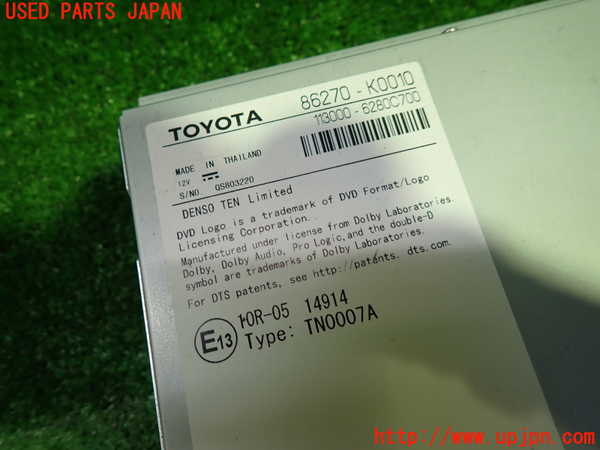 USED PARTS JAPAN
TOYOTA
86270-K0010
113000-6280C700
MADE IN THAILAND
12V
S/NO. QS803220
DENSO TEN Limited
DVD Logo is a trademark of DVD Format/Logo
Licensing Corporation.
Manufactured under license from Dolby Laboratories.
Dolby, Dolby Audio, Pro Logic, and the double-D
symbol are trademarks of Dolby Laboratories.
For DTS patents, see http://patents.dts.com.
E13
10R-05 14914
Type: TN0007A
http://www.upjpn.com/